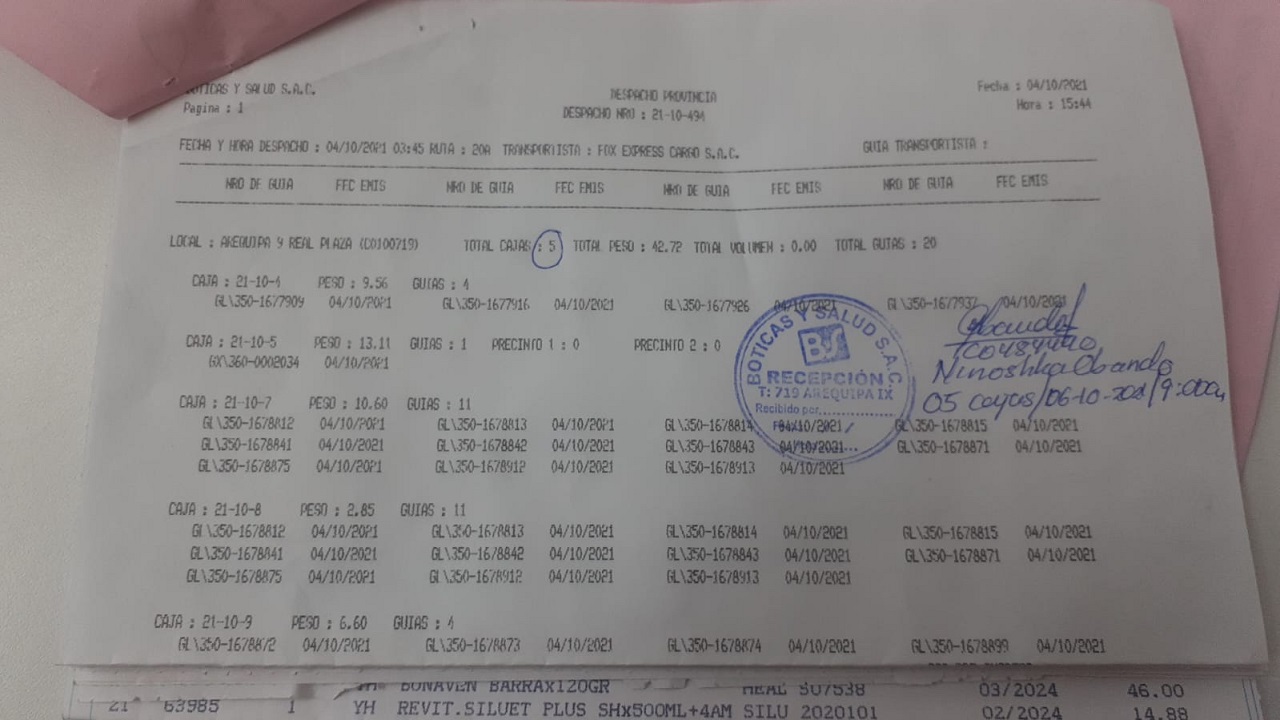 BOTICAS Y SALUD S.A.C.
Pagina : 1
DESPACHO PROVINCIA
DESPACHO NRO : 21-10-494
Fecha : 04/10/2021
Hora : 15:44
FECHA Y HORA DESPACHO : 04/10/2021 03:45 RUTA : 20A TRANSPORTISTA : FOX EXPRESS CARGO S.A.C. GUIA TRANSPORTISTA :
NRO DE GUIA FFC EMIS NRO DE GUIA FFC EMIS NRO DE GUIA FFC EMIS NRO DE GUIA FFC EMIS
LOCAL : AREQUIPA 9 REAL PLAZA (C0100719) TOTAL CAJAS : 5 TOTAL PESO : 42.72 TOTAL VOLUMEN : 0.00 TOTAL GUIAS : 20
CAJA : 21-10-4 PESO : 9.56 GUIAS : 4
GL\350-1677909 04/10/2021 GL\350-1677916 04/10/2021 GL\350-1677926 04/10/2021 GL\350-1677937 04/10/2021
CAJA : 21-10-5 PESO : 13.11 GUIAS : 1 PRECINTO 1 : 0 PRECINTO 2 : 0
GX\360-0002034 04/10/2021
CAJA : 21-10-7 PESO : 10.60 GUIAS : 11
GL\350-1678812 04/10/2021 GL\350-1678813 04/10/2021 GL\350-1678814 04/10/2021 GL\350-1678815 04/10/2021
GL\350-1678841 04/10/2021 GL\350-1678842 04/10/2021 GL\350-1678843 04/10/2021 GL\350-1678871 04/10/2021
GL\350-1678875 04/10/2021 GL\350-1678912 04/10/2021 GL\350-1678913 04/10/2021
CAJA : 21-10-8 PESO : 2.85 GUIAS : 11
GL\350-1678812 04/10/2021 GL\350-1678813 04/10/2021 GL\350-1678814 04/10/2021 GL\350-1678815 04/10/2021
GL\350-1678841 04/10/2021 GL\350-1678842 04/10/2021 GL\350-1678843 04/10/2021 GL\350-1678871 04/10/2021
GL\350-1678875 04/10/2021 GL\350-1678912 04/10/2021 GL\350-1678913 04/10/2021
CAJA : 21-10-9 PESO : 6.60 GUIAS : 4
GL\350-1678872 04/10/2021 GL\350-1678873 04/10/2021 GL\350-1678874 04/10/2021 GL\350-1678899 04/10/2021
BOTICAS Y SALUD S.A.C.
BS
RECEPCIÓN
T: 719 AREQUIPA IX
Recibido por
Obando
Ninoshka Obando
05 cajas/06-10-2021/9:00am
YH BONAVEN BARRAx120GR HEAL SU7538 03/2024 46.00
21 63985 1 YH REVIT.SILUET PLUS SHx500ML+4AM SILU 2020101 02/2024 14.88